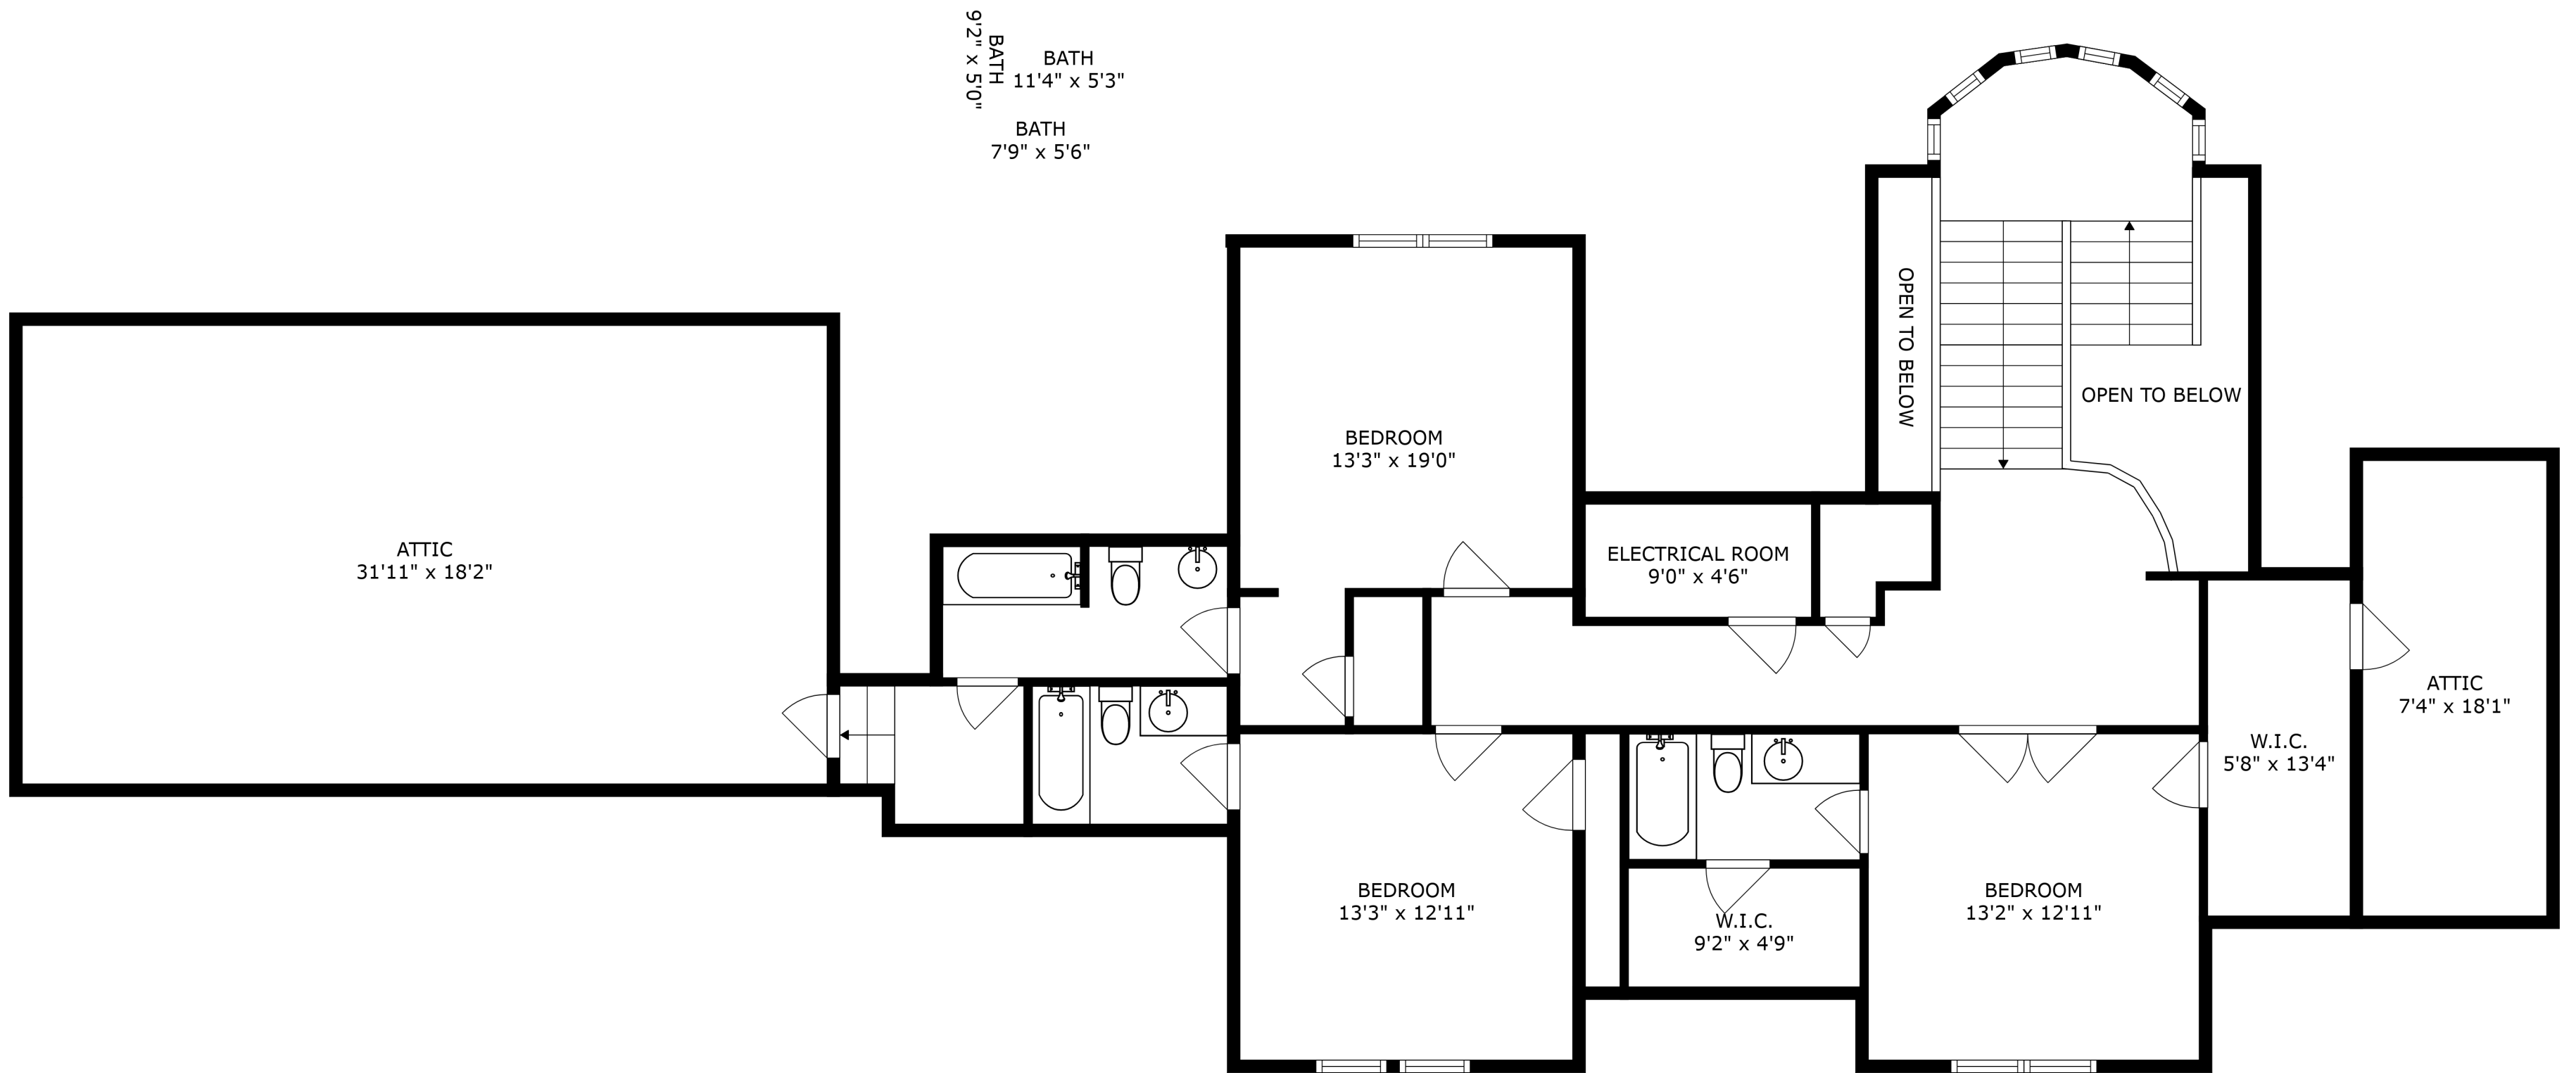 BATH
9'2" x 5'0"
BATH
11'4" x 5'3"
BATH
7'9" x 5'6"
OPEN TO BELOW
OPEN TO BELOW
BEDROOM
13'3" x 19'0"
ATTIC
31'11" x 18'2"
ELECTRICAL ROOM
9'0" x 4'6"
ATTIC
7'4" x 18'1"
W.I.C.
5'8" x 13'4"
BEDROOM
13'3" x 12'11"
W.I.C.
9'2" x 4'9"
BEDROOM
13'2" x 12'11"